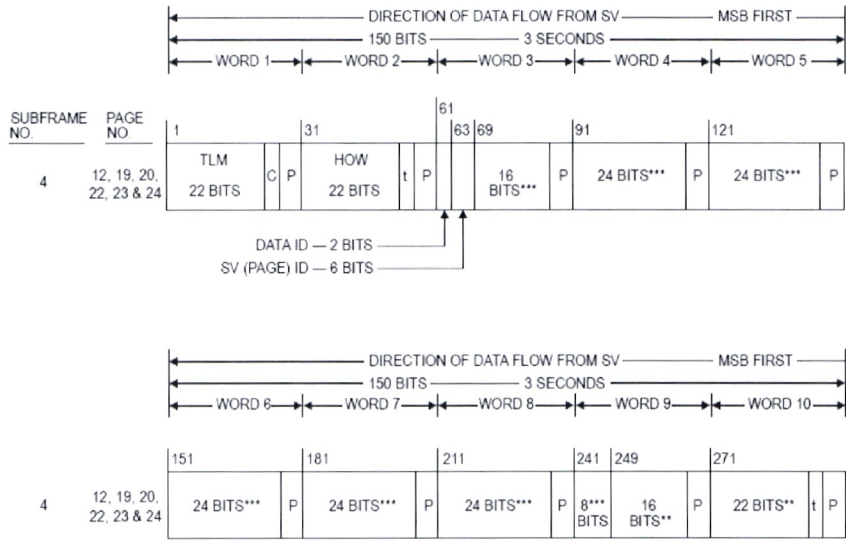 DIRECTION OF DATA FLOW FROM SV MSB FIRST
150 BITS 3 SECONDS
WORD 1 WORD 2 WORD 3 WORD 4 WORD 5
SUBFRAME NO. PAGE NO.
1 31 61 63 69 91 121
4
12, 19, 20,
22, 23 & 24
TLM
22 BITS
C P
HOW
22 BITS
t P
16
BITS***
P
24 BITS***
P
24 BITS***
P
DATA ID — 2 BITS
SV (PAGE) ID — 6 BITS
DIRECTION OF DATA FLOW FROM SV MSB FIRST
150 BITS 3 SECONDS
WORD 6 WORD 7 WORD 8 WORD 9 WORD 10
151 181 211 241 249 271
4
12, 19, 20,
22, 23 & 24
24 BITS***
P
24 BITS***
P
24 BITS***
P
8***
BITS
16
BITS**
P
22 BITS**
t P